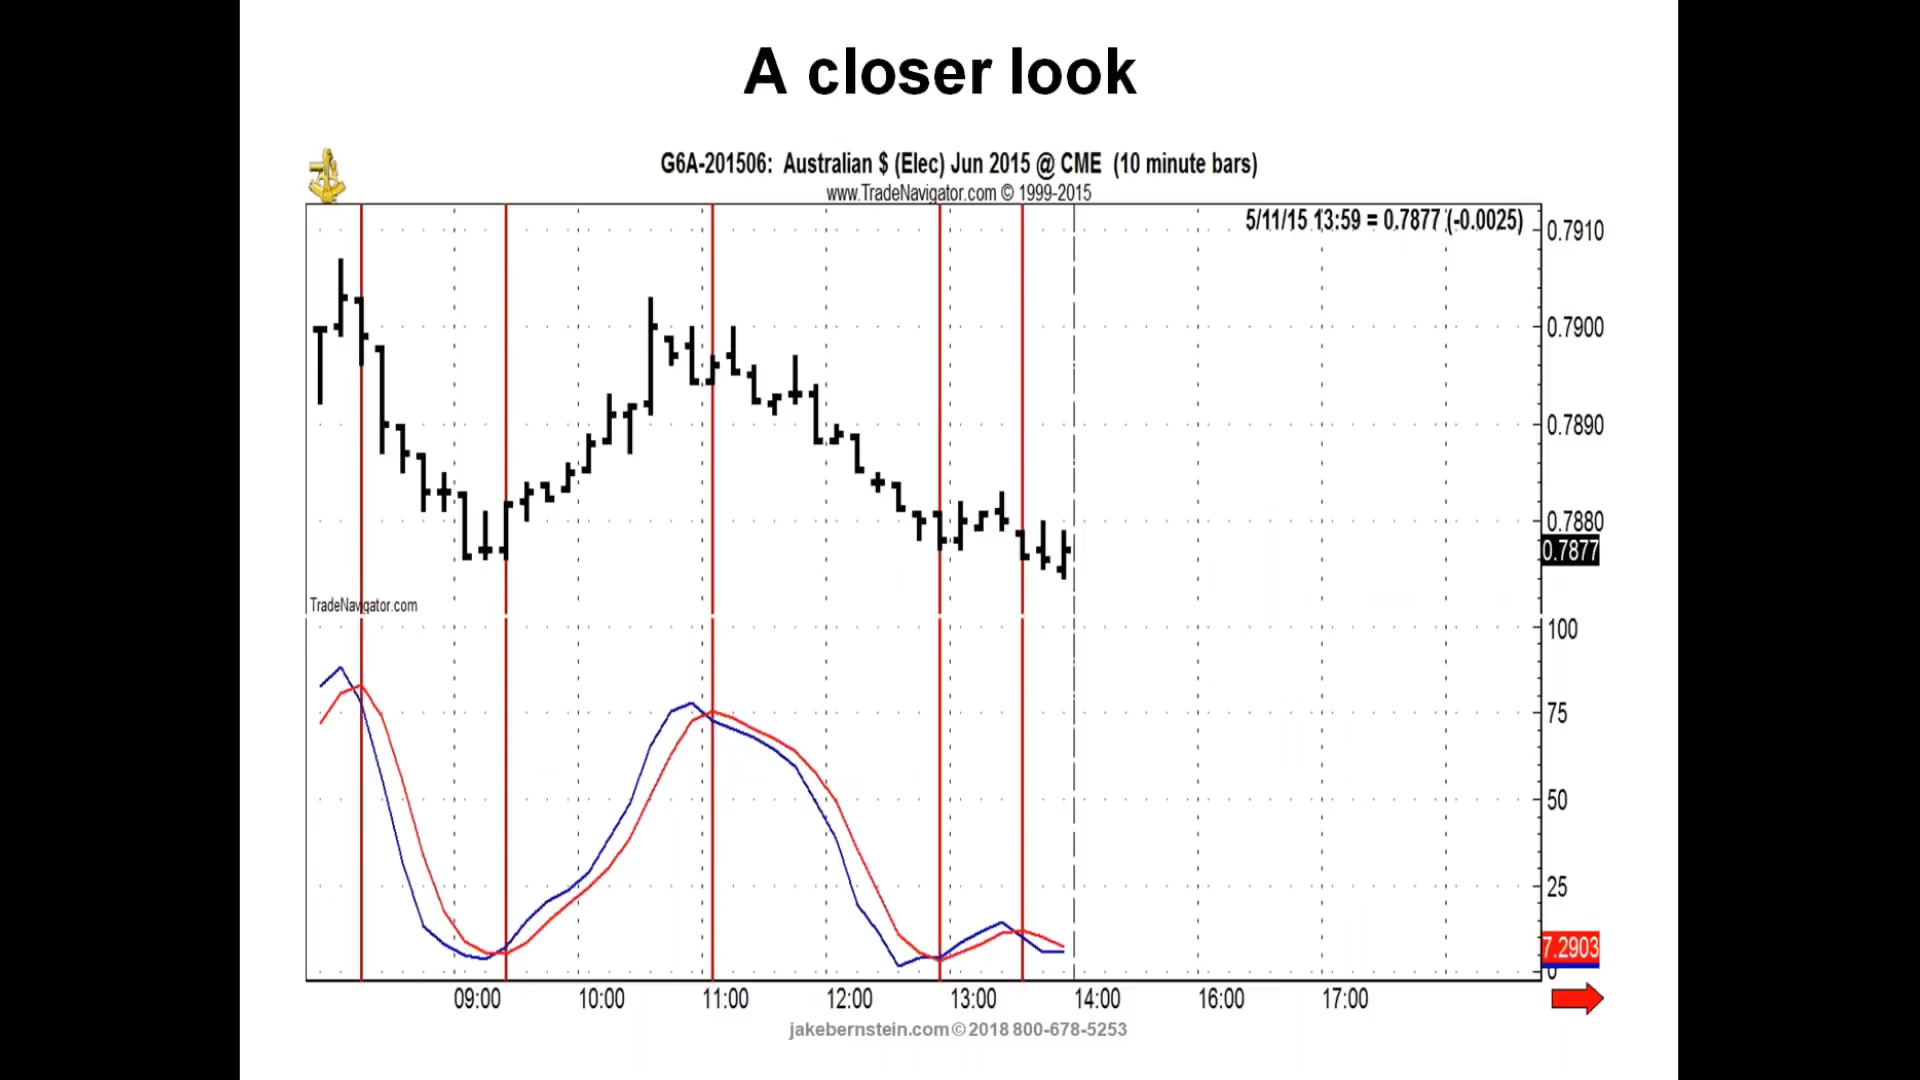 A closer look
G6A-201506: Australian $ (Elec) Jun 2015 @ CME (10 minute bars)
www.TradeNavigator.com © 1999-2015
5/11/15 13:59 = 0.7877 (-0.0025)
0.7910
0.7900
0.7890
0.7880
0.7877
TradeNavigator.com
100
75
50
25
7.2903
0
09:00 10:00 11:00 12:00 13:00 14:00 16:00 17:00
jakebernstein.com © 2018 800-678-5253